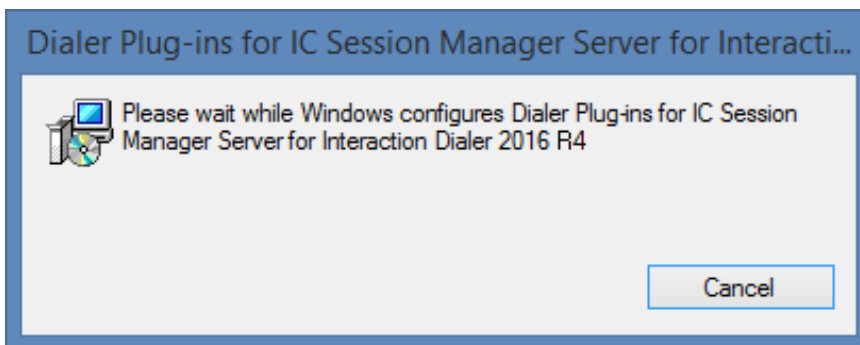 Dialer Plug-ins for IC Session Manager Server for Interacti...
Please wait while Windows configures Dialer Plug-ins for IC Session
Manager Server for Interaction Dialer 2016 R4
Cancel